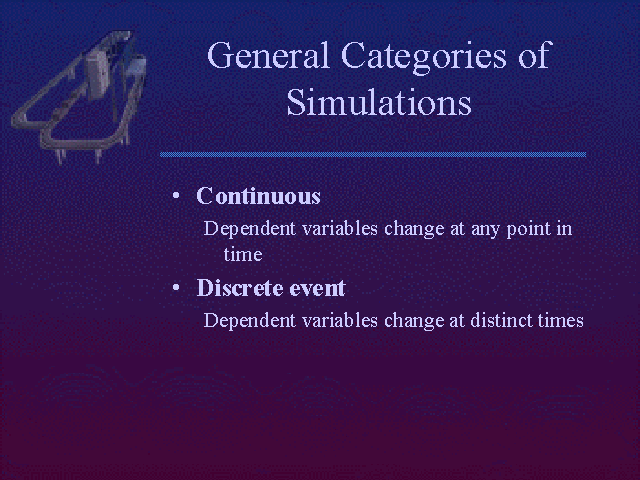 General Categories of
Simulations
• Continuous
Dependent variables change at any point in
time
• Discrete event
Dependent variables change at distinct times